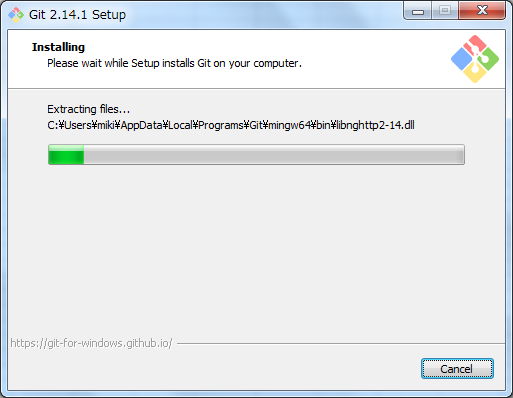 Git 2.14.1 Setup
Installing
Please wait while Setup installs Git on your computer.
Extracting files...
C:¥Users¥miki¥AppData¥Local¥Programs¥Git¥mingw64¥bin¥libnghttp2-14.dll
https://git-for-windows.github.io/
Cancel